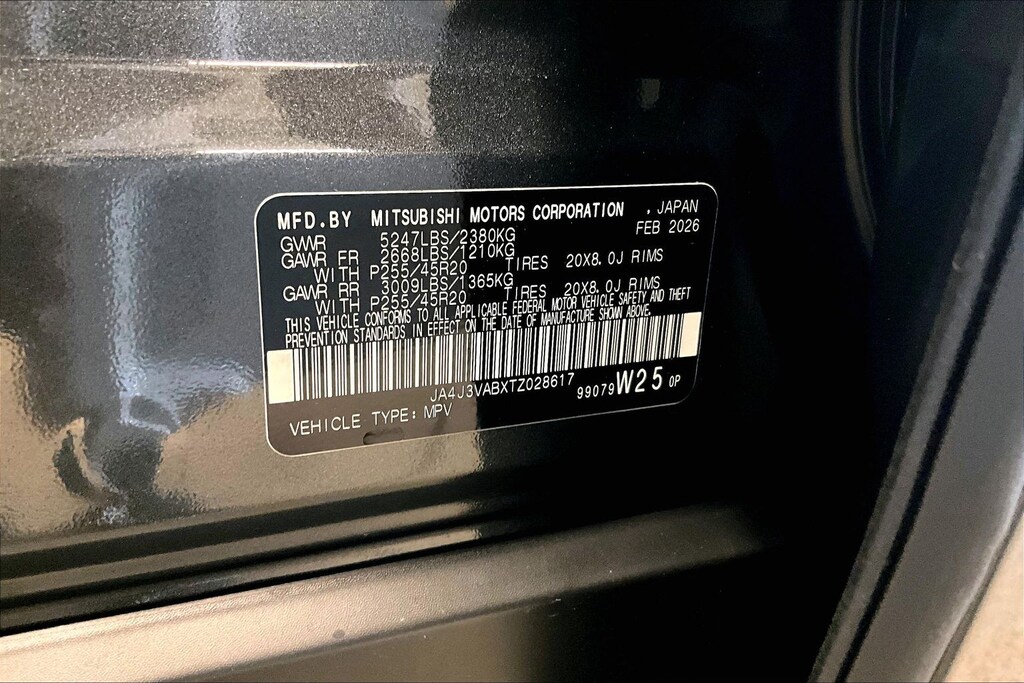 MFD.BY MITSUBISHI MOTORS CORPORATION , JAPAN
FEB 2026
GVWR 5247LBS/2380KG
GAWR FR 2668LBS/1210KG
WITH P255/45R20 TIRES 20X8.0J RIMS
GAWR RR 3009LBS/1365KG
WITH P255/45R20 TIRES 20X8.0J RIMS
THIS VEHICLE CONFORMS TO ALL APPLICABLE FEDERAL MOTOR VEHICLE SAFETY AND THEFT
PREVENTION STANDARDS IN EFFECT ON THE DATE OF MANUFACTURE SHOWN ABOVE.
JA4J3VABXTZ028617
99079 W25 0P
VEHICLE TYPE: MPV